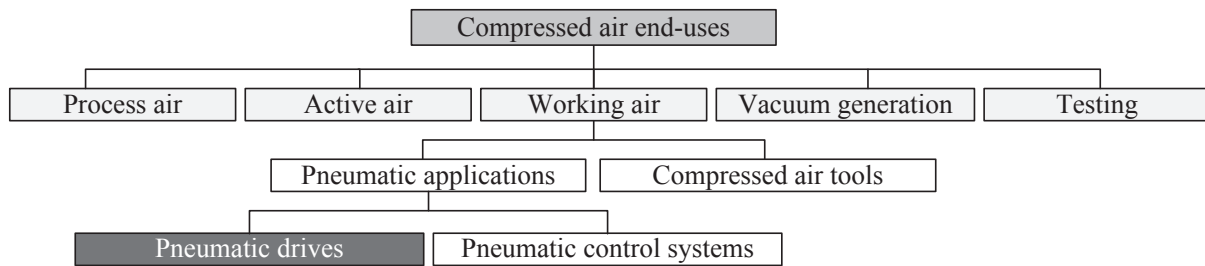 Compressed air end-uses
Process air
Active air
Working air
Vacuum generation
Testing
Pneumatic applications
Compressed air tools
Pneumatic drives
Pneumatic control systems